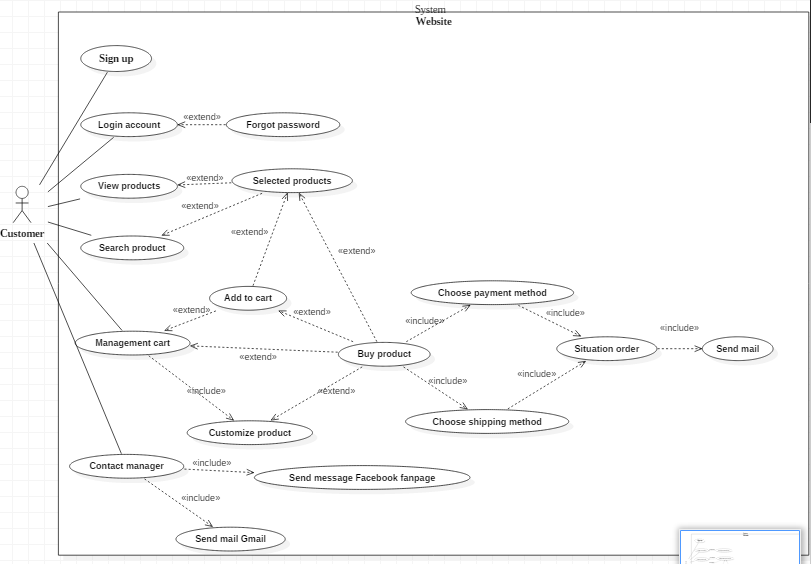 System
Website
Sign up
Login account
«extend»
Forgot password
View products
«extend»
Selected products
«extend»
Customer
Search product
«extend»
«extend»
Add to cart
Choose payment method
«extend»
«extend»
«include»
«include»
Management cart
Buy product
«include»
Situation order
Send mail
«extend»
«include»
«include»
«include»
«extend»
Choose shipping method
Customize product
Contact manager
«include»
Send message Facebook fanpage
«include»
Send mail Gmail